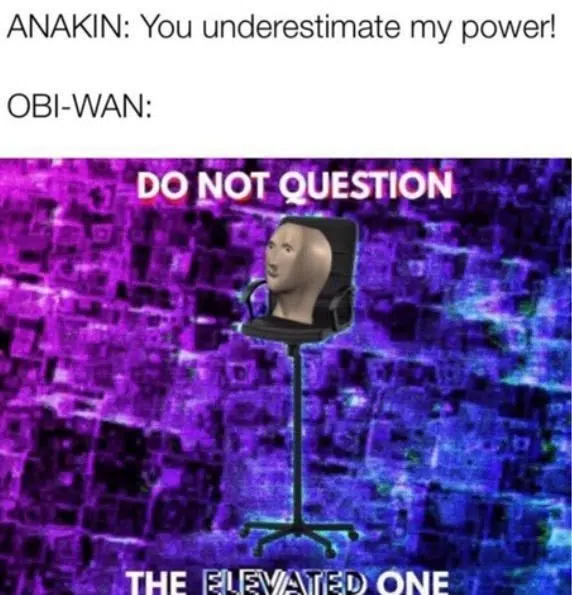 ANAKIN: You underestimate my power!
OBI-WAN:
DO NOT QUESTION
THE ELEVATED ONE